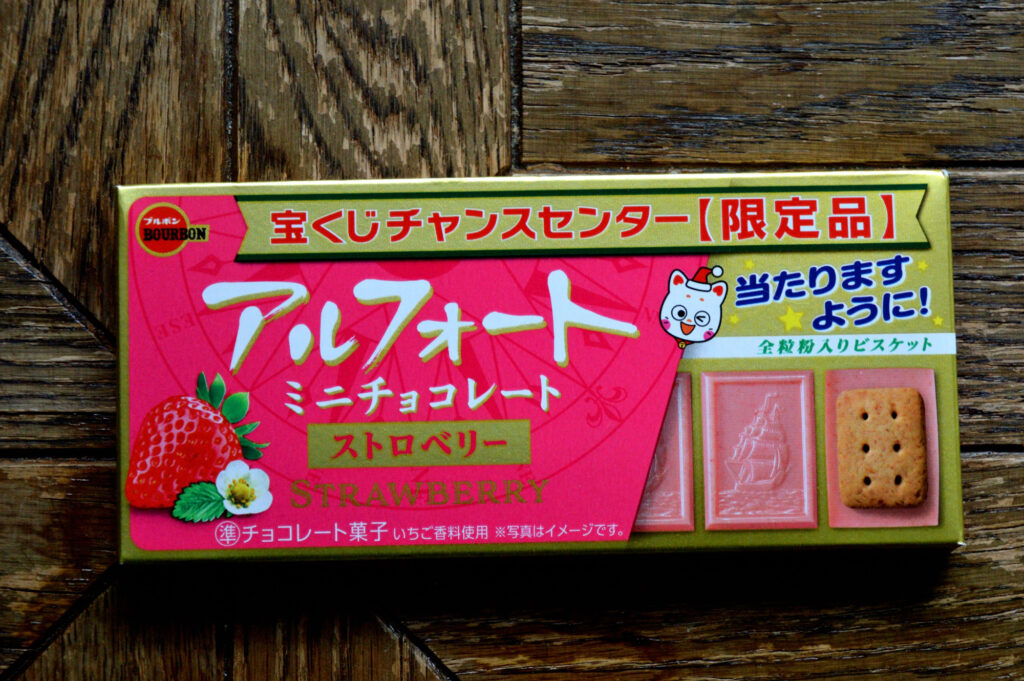 ブルボン
BOURBON
宝くじチャンスセンター【限定品】
アルフォート
ミニチョコレート
ストロベリー
STRAWBERRY
当たります
ように!
全粒粉入りビスケット
㊜チョコレート菓子 いちご香料使用 ※写真はイメージです。